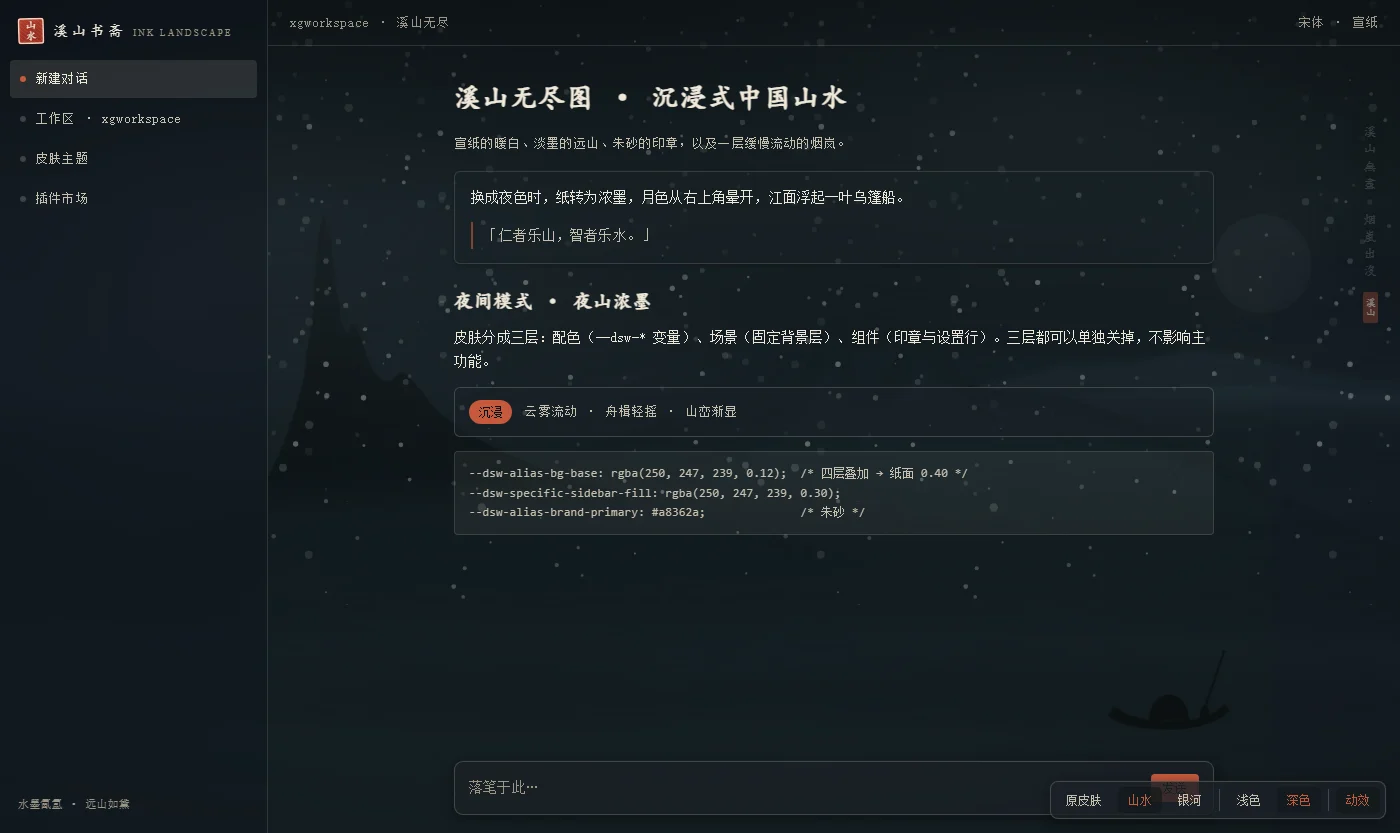 山水
溪山书斋 INK LANDSCAPE
新建对话
工作区 · xgworkspace
皮肤主题
插件市场
水墨氤氲 · 远山如黛
xgworkspace · 溪山无尽
宋体 · 宣纸
溪山无尽图 · 沉浸式中国山水
宣纸的暖白、淡墨的远山、朱砂的印章，以及一层缓慢流动的烟岚。
换成夜色时，纸转为浓墨，月色从右上角晕开，江面浮起一叶乌篷船。
「仁者乐山，智者乐水。」
夜间模式 · 夜山浓墨
皮肤分成三层：配色（--dsw-* 变量）、场景（固定背景层）、组件（印章与设置行）。三层都可以单独关掉，不影响主
功能。
沉浸 云雾流动 · 舟楫轻摇 · 山峦渐显
--dsw-alias-bg-base: rgba(250, 247, 239, 0.12); /* 四层叠加 → 纸面 0.40 */
--dsw-specific-sidebar-fill: rgba(250, 247, 239, 0.30);
--dsw-alias-brand-primary: #a8362a; /* 朱砂 */
溪山
落笔于此…
原皮肤 山水 银河 浅色 深色 动效